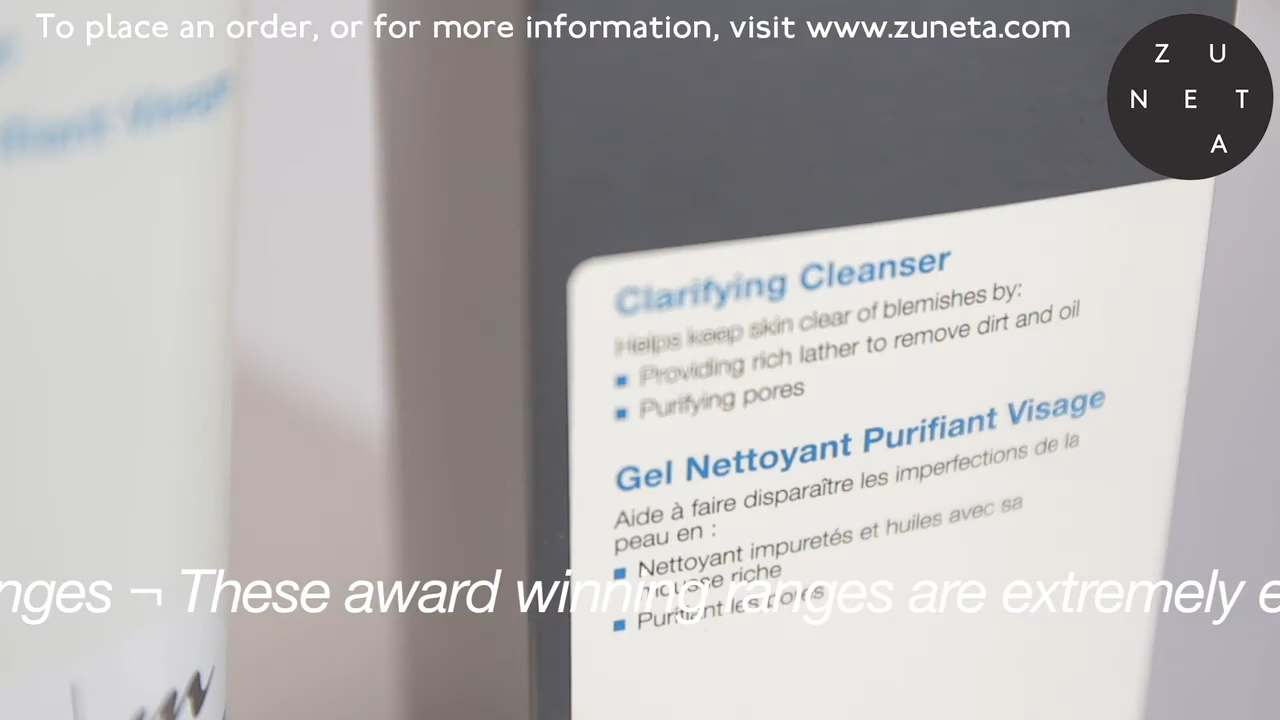 To place an order, or for more information, visit www.zuneta.com
Z U
N E T
A
Clarifying Cleanser
Helps keep skin clear of blemishes by:
▪ Providing rich lather to remove dirt and oil
▪ Purifying pores
Gel Nettoyant Purifiant Visage
Aide à faire disparaître les imperfections de la
peau en :
▪ Nettoyant impuretés et huiles avec sa
mousse riche
▪ Purifiant les pores
nges ¬ These award winning ranges are extremely e